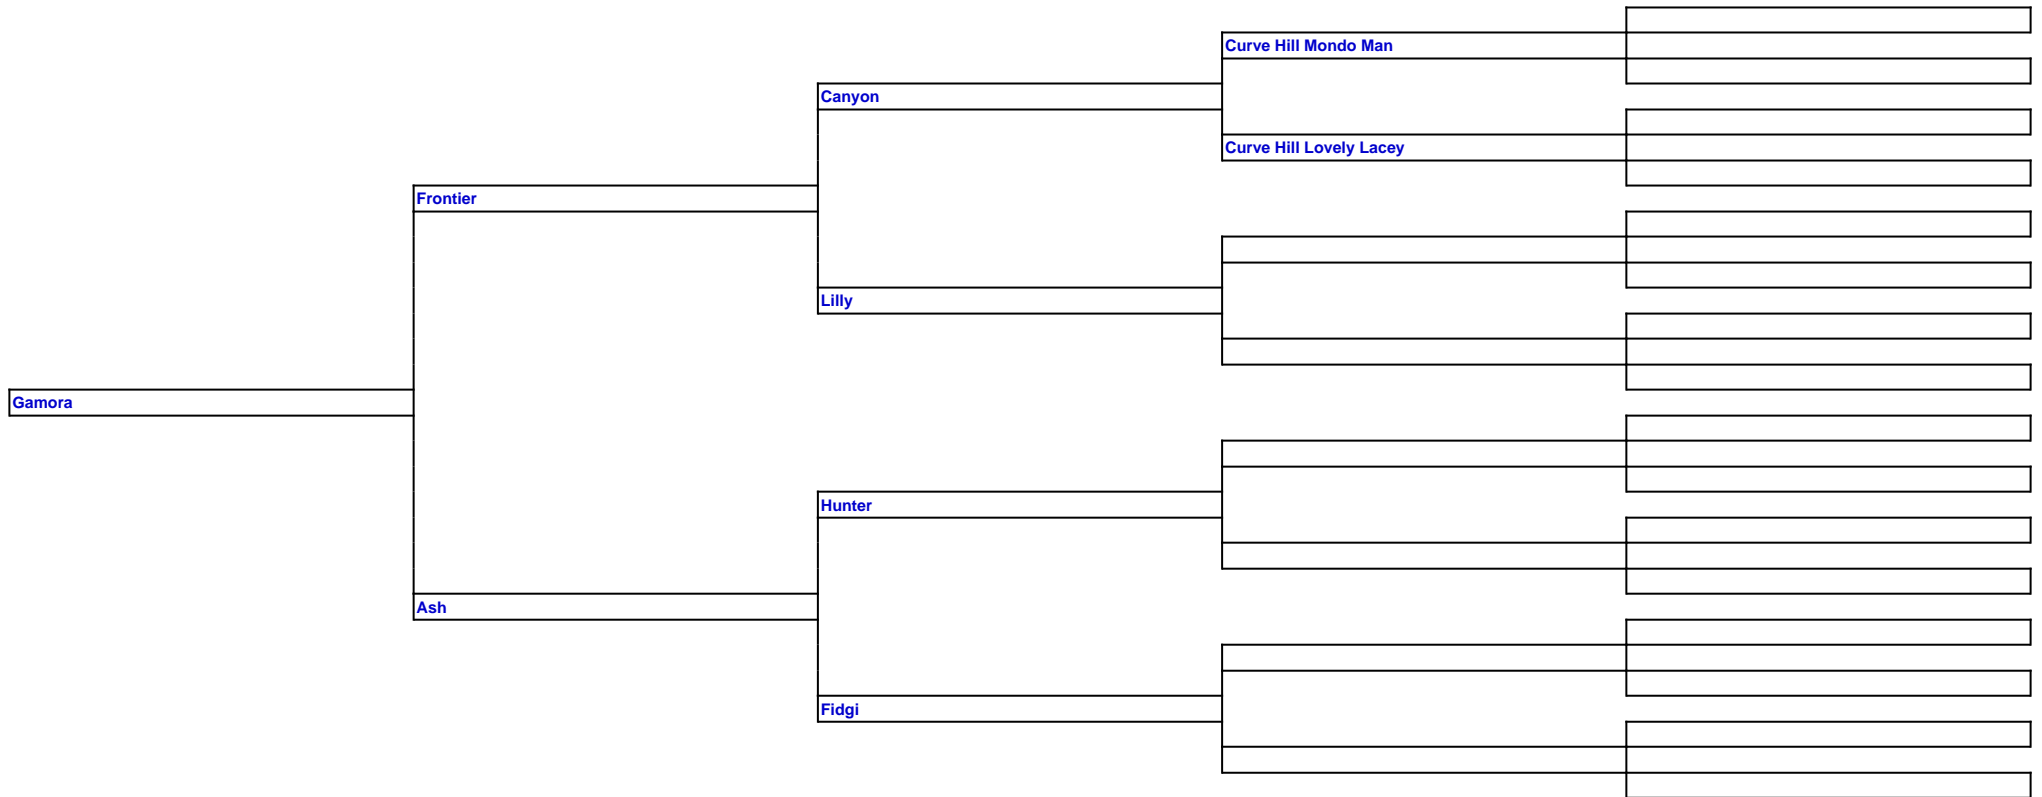 Curve Hill Mondo Man
Canyon
Curve Hill Lovely Lacey
Frontier
Lilly
Gamora
Hunter
Ash
Fidgi